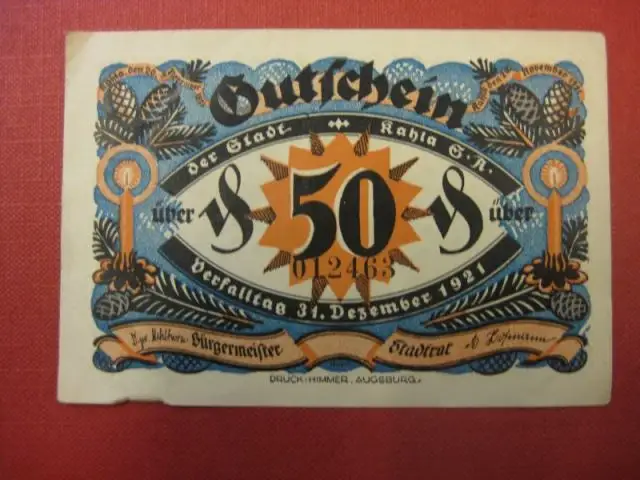 Gutschein
der Stadt Kahla S.-A.
über ₰ 50 ₰ über
012463
Verfalltag 31. Dezember 1921
Bürgermeister Stadtrat
DRUCK: HIMMER, AUGSBURG.